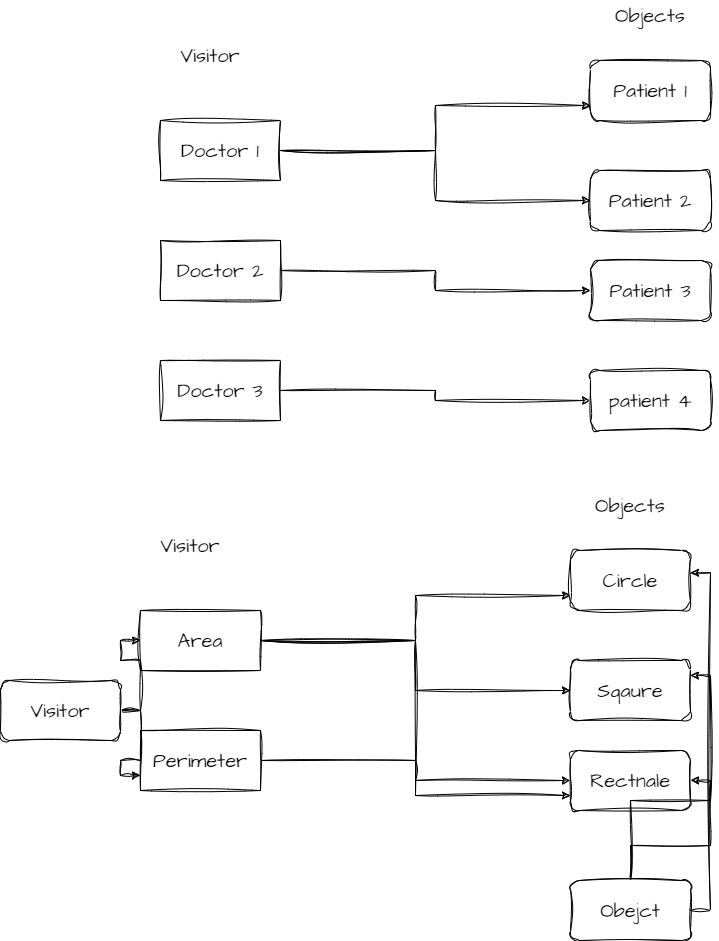 Objects
Visitor
Patient 1
Doctor 1
Patient 2
Doctor 2
Patient 3
Doctor 3
patient 4
Objects
Visitor
Circle
Area
Sqaure
Visitor
Perimeter
Rectnale
Obejct